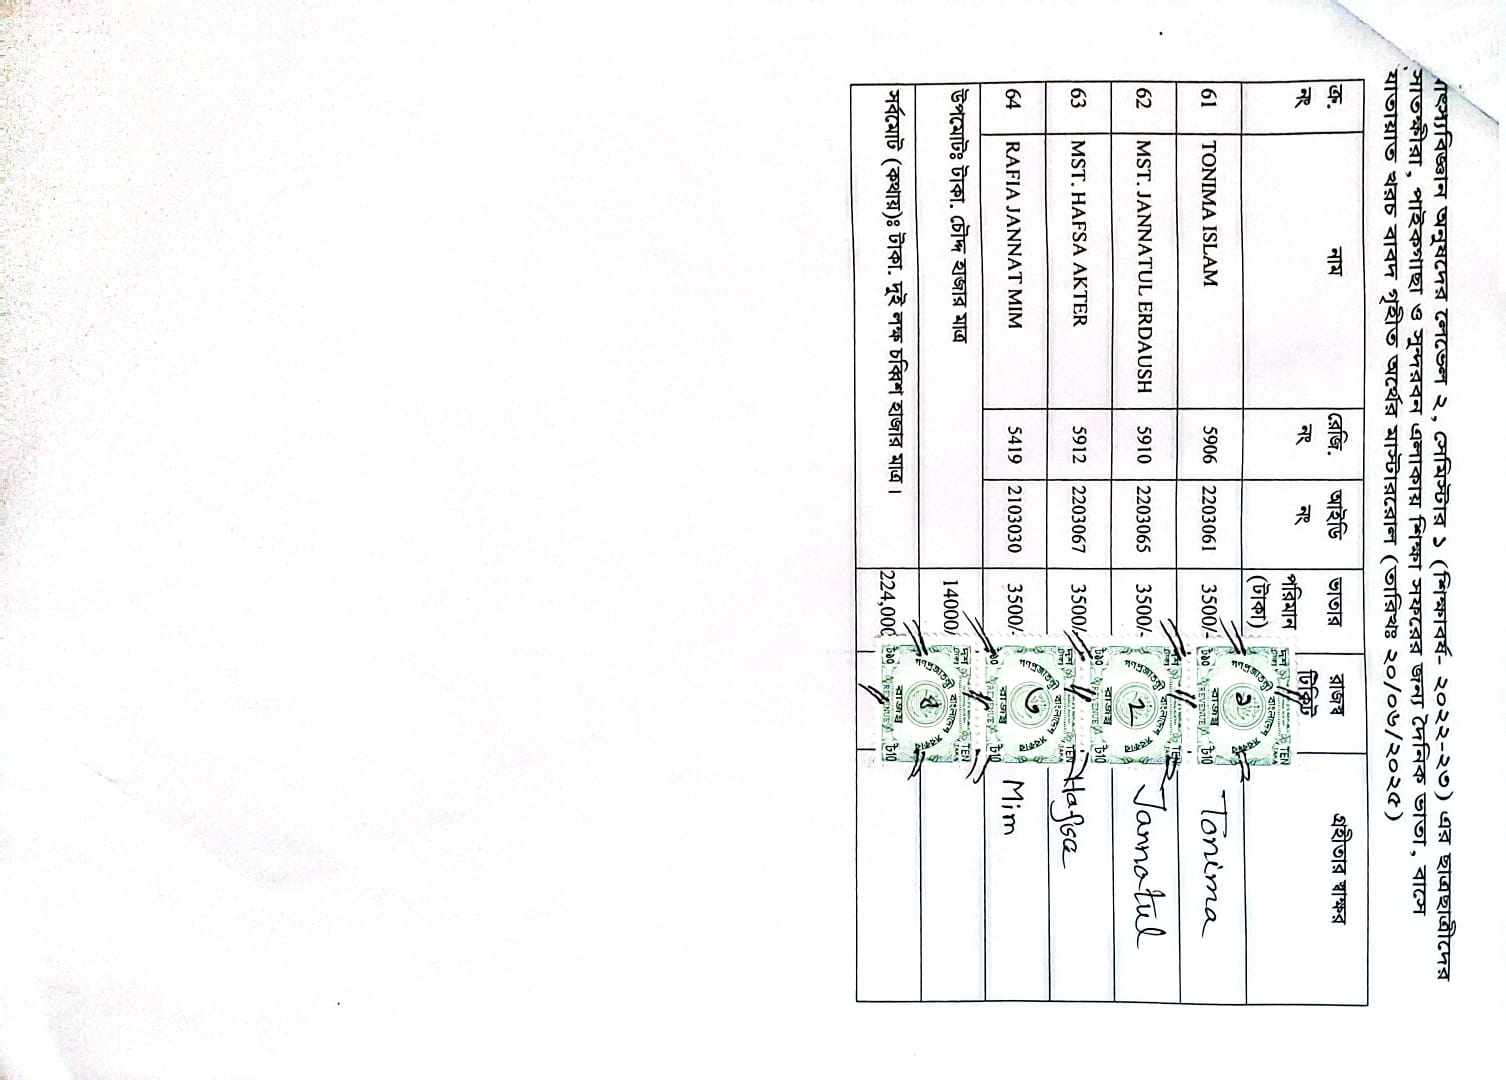 মাৎস্যবিজ্ঞান অনুষদের লেভেল ২, সেমিস্টার ১ (শিক্ষাবর্ষ- ২০২২-২৩) এর ছাত্রছাত্রীদের
সাতক্ষীরা, পাইকগাছা ও সুন্দরবন এলাকায় শিক্ষা সফরের জন্য দৈনিক ভাতা, বাসে
যাতায়াত খরচ বাবদ গৃহীত অর্থের মাস্টাররোল (তারিখঃ ২০/০৬/২০২৫)
ক্র. নং নাম রেজি. নং আইডি নং ভাতার পরিমান (টাকা) রাজস্ব টিকিট গ্রহীতার স্বাক্ষর
61 TONIMA ISLAM 5906 2203061 3500/- Tonima
62 MST. JANNATUL ERDAUSH 5910 2203065 3500/- Jannatul
63 MST. HAFSA AKTER 5912 2203067 3500/- Hafsa
64 RAFIA JANNAT MIM 5419 2103030 3500/- Mim
উপমোটঃ টাকা. চৌদ্দ হাজার মাত্র 14000/
সর্বমোট (কথায়)ঃ টাকা. দুই লক্ষ চব্বিশ হাজার মাত্র। 224,000
দশ টাকা TEN TAKA
গণপ্রজাতন্ত্রী বাংলাদেশ সরকার
১
রাজস্ব
৳১০ REVENUE ৳10
দশ টাকা TEN TAKA
গণপ্রজাতন্ত্রী বাংলাদেশ সরকার
২
রাজস্ব
৳১০ REVENUE ৳10
দশ টাকা TEN TAKA
গণপ্রজাতন্ত্রী বাংলাদেশ সরকার
৩
রাজস্ব
৳১০ REVENUE ৳10
দশ টাকা TEN TAKA
গণপ্রজাতন্ত্রী বাংলাদেশ সরকার
৪
রাজস্ব
৳১০ REVENUE ৳10